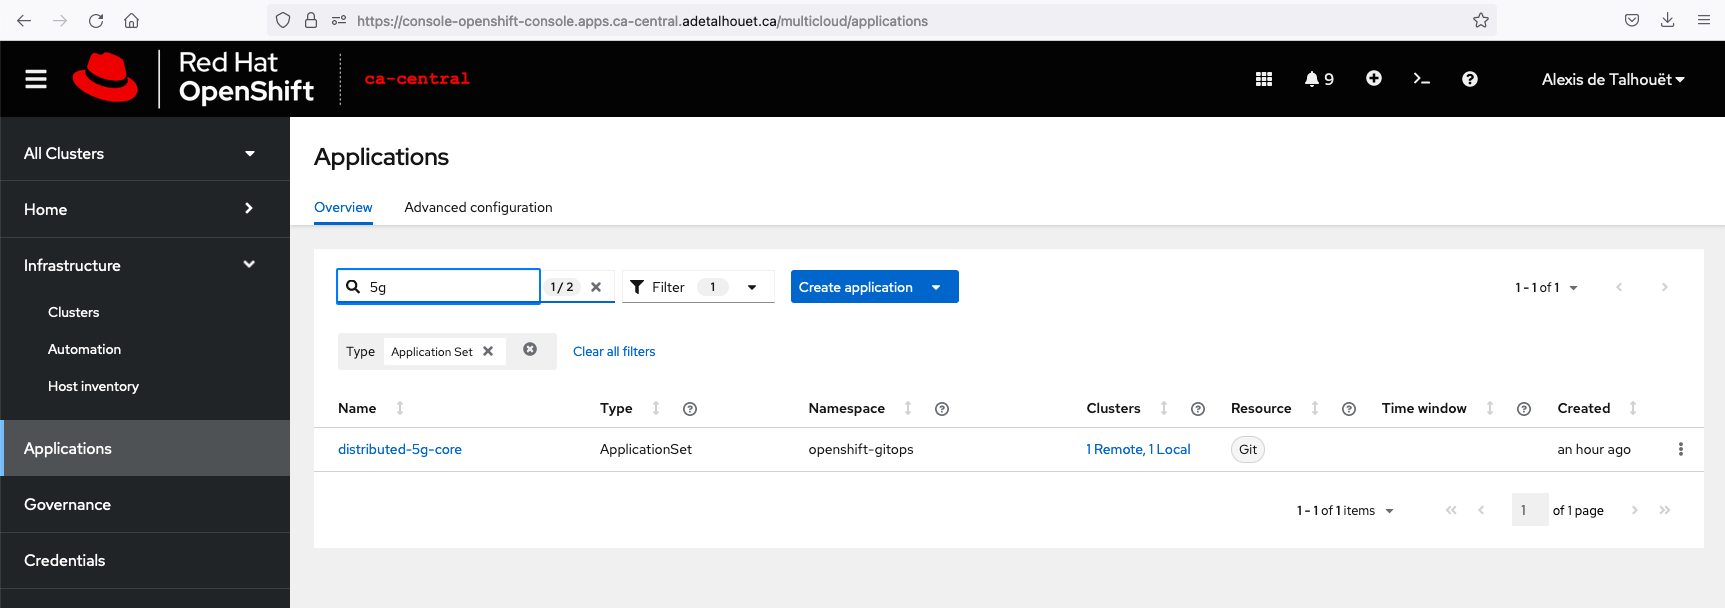 https://console-openshift-console.apps.ca-central.adetalhouet.ca/multicloud/applications
Red Hat
OpenShift
ca-central
9
Alexis de Talhouët
All Clusters
Home
Infrastructure
Clusters
Automation
Host inventory
Applications
Governance
Credentials
Applications
Overview
Advanced configuration
5g
1 / 2
Filter
1
Create application
1 - 1 of 1
Type
Application Set
Clear all filters
Name Type Namespace Clusters Resource Time window Created
distributed-5g-core ApplicationSet openshift-gitops 1 Remote, 1 Local Git an hour ago
1 - 1 of 1 items
1
of 1 page